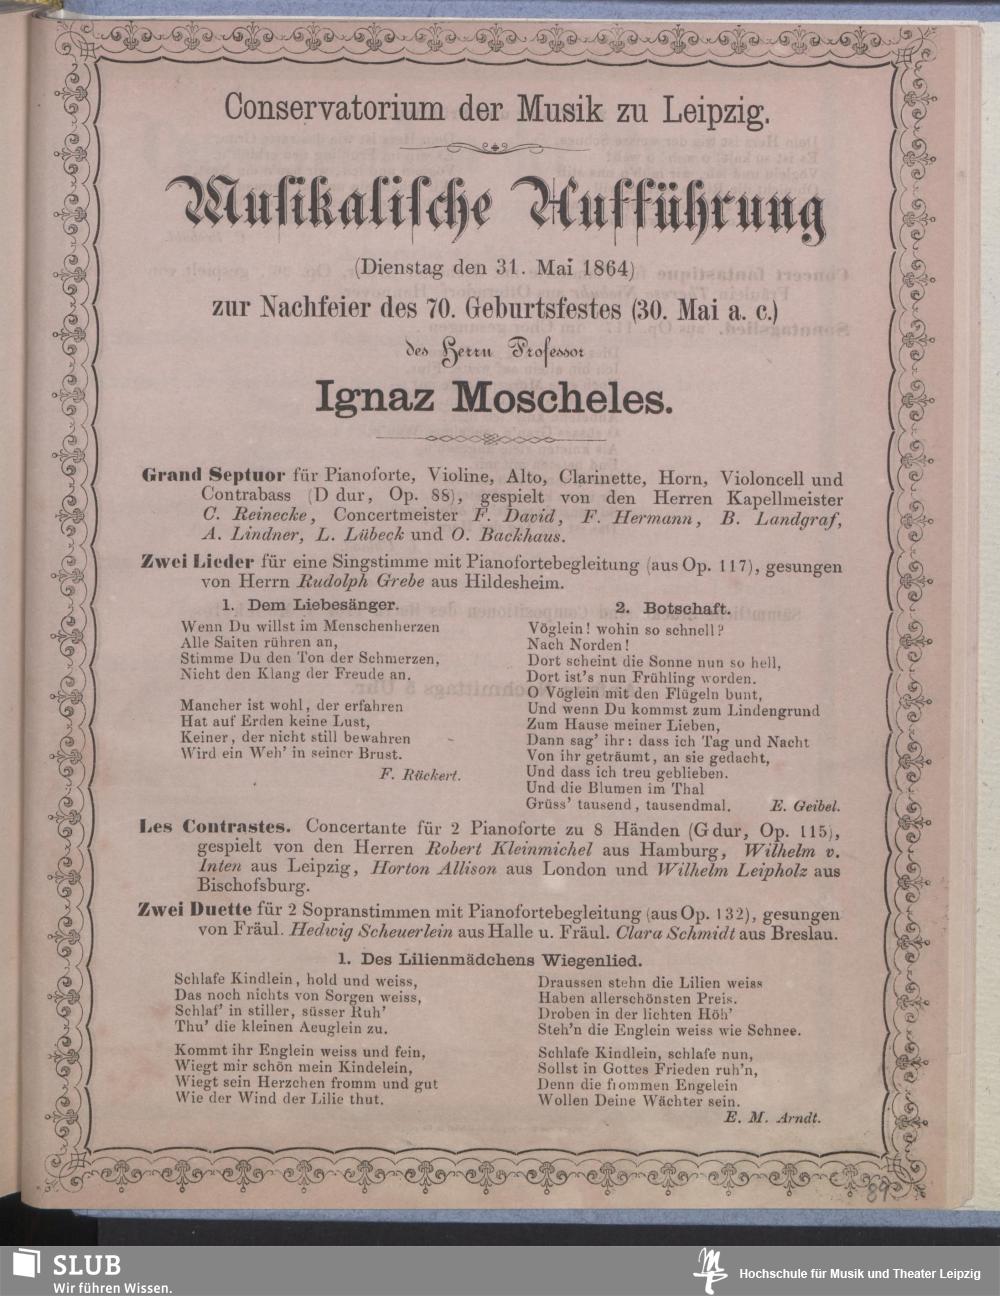 Conservatorium der Musik zu Leipzig.
Musikalische Aufführung
(Dienstag den 31. Mai 1864)
zur Nachfeier des 70. Geburtsfestes (30. Mai a. c.)
des Herrn Professor
Ignaz Moscheles.
Grand Septuor für Pianoforte, Violine, Alto, Clarinette, Horn, Violoncell und
Contrabass (D dur, Op. 88), gespielt von den Herren Kapellmeister
C. Reinecke, Concertmeister F. David, F. Hermann, B. Landgraf,
A. Lindner, L. Lübeck und O. Backhaus.
Zwei Lieder für eine Singstimme mit Pianofortebegleitung (aus Op. 117), gesungen
von Herrn Rudolph Grebe aus Hildesheim.
1. Dem Liebesänger.
Wenn Du willst im Menschenherzen
Alle Saiten rühren an,
Stimme Du den Ton der Schmerzen,
Nicht den Klang der Freude an.
Mancher ist wohl, der erfahren
Hat auf Erden keine Lust,
Keiner, der nicht still bewahren
Wird ein Weh' in seiner Brust.
F. Rückert.
2. Botschaft.
Vöglein! wohin so schnell?
Nach Norden!
Dort scheint die Sonne nun so hell,
Dort ist's nun Frühling worden.
O Vöglein mit den Flügeln bunt,
Und wenn Du kommst zum Lindengrund
Zum Hause meiner Lieben,
Dann sag' ihr: dass ich Tag und Nacht
Von ihr geträumt, an sie gedacht,
Und dass ich treu geblieben.
Und die Blumen im Thal
Grüss' tausend, tausendmal. E. Geibel.
Les Contrastes. Concertante für 2 Pianoforte zu 8 Händen (G dur, Op. 115),
gespielt von den Herren Robert Kleinmichel aus Hamburg, Wilhelm v.
Inten aus Leipzig, Horton Allison aus London und Wilhelm Leipholz aus
Bischofsburg.
Zwei Duette für 2 Sopranstimmen mit Pianofortebegleitung (aus Op. 132), gesungen
von Fräul. Hedwig Scheuerlein aus Halle u. Fräul. Clara Schmidt aus Breslau.
1. Des Lilienmädchens Wiegenlied.
Schlafe Kindlein, hold und weiss,
Das noch nichts von Sorgen weiss,
Schlaf' in stiller, süsser Ruh'
Thu' die kleinen Aeuglein zu.
Kommt ihr Englein weiss und fein,
Wiegt mir schön mein Kindelein,
Wiegt sein Herzchen fromm und gut
Wie der Wind der Lilie thut.
Draussen stehn die Lilien weiss
Haben allerschönsten Preis.
Droben in der lichten Höh'
Steh'n die Englein weiss wie Schnee.
Schlafe Kindlein, schlafe nun,
Sollst in Gottes Frieden ruh'n,
Denn die frommen Engelein
Wollen Deine Wächter sein.
E. M. Arndt.
89
SLUB
Wir führen Wissen.
Hochschule für Musik und Theater Leipzig